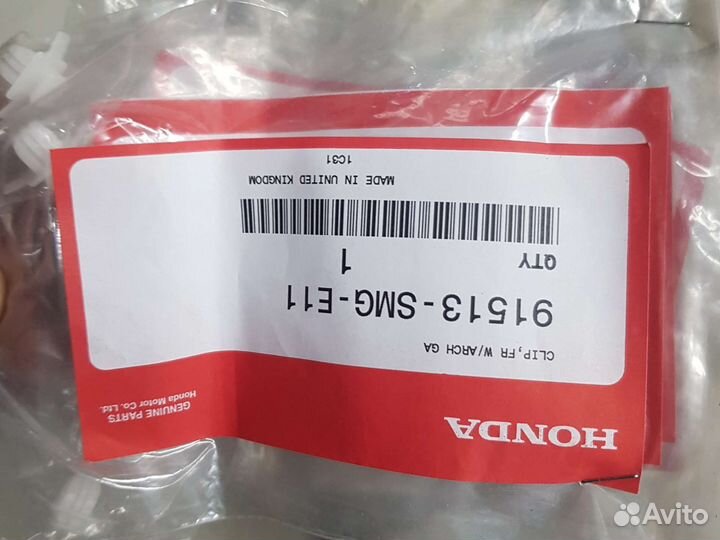 HONDA
GENUINE PARTS
Honda Motor Co. Ltd.
CLIP,FR W/ARCH GA
91513-SMG-E11
QTY 1
MADE IN UNITED KINGDOM
1C31
Avito